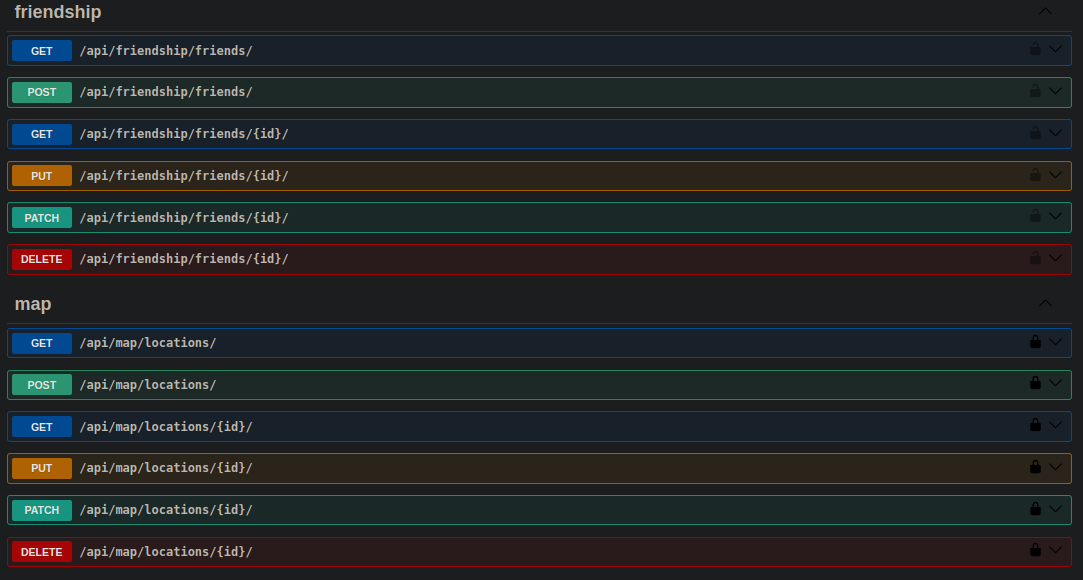 friendship
GET /api/friendship/friends/
POST /api/friendship/friends/
GET /api/friendship/friends/{id}/
PUT /api/friendship/friends/{id}/
PATCH /api/friendship/friends/{id}/
DELETE /api/friendship/friends/{id}/
map
GET /api/map/locations/
POST /api/map/locations/
GET /api/map/locations/{id}/
PUT /api/map/locations/{id}/
PATCH /api/map/locations/{id}/
DELETE /api/map/locations/{id}/